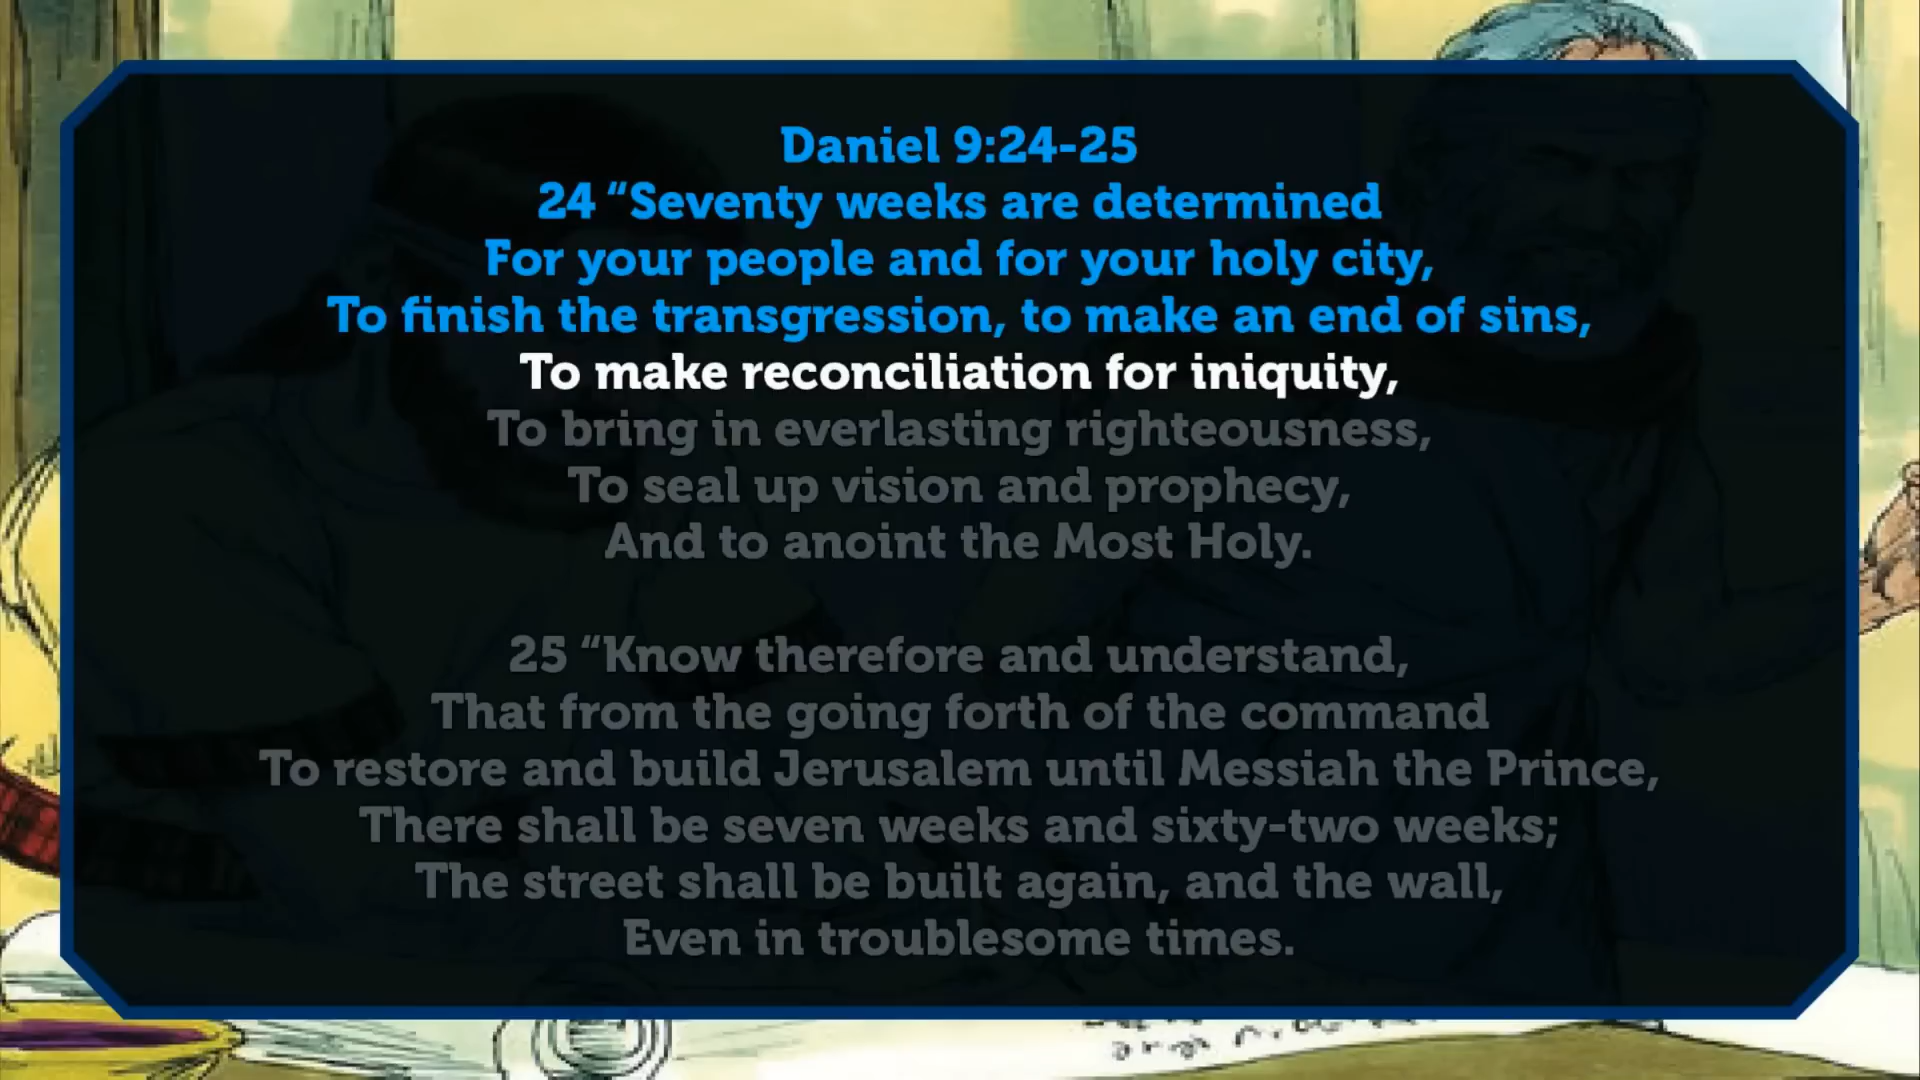 Daniel 9:24-25
24 “Seventy weeks are determined
For your people and for your holy city,
To finish the transgression, to make an end of sins,
To make reconciliation for iniquity,
To bring in everlasting righteousness,
To seal up vision and prophecy,
And to anoint the Most Holy.
25 “Know therefore and understand,
That from the going forth of the command
To restore and build Jerusalem until Messiah the Prince,
There shall be seven weeks and sixty-two weeks;
The street shall be built again, and the wall,
Even in troublesome times.